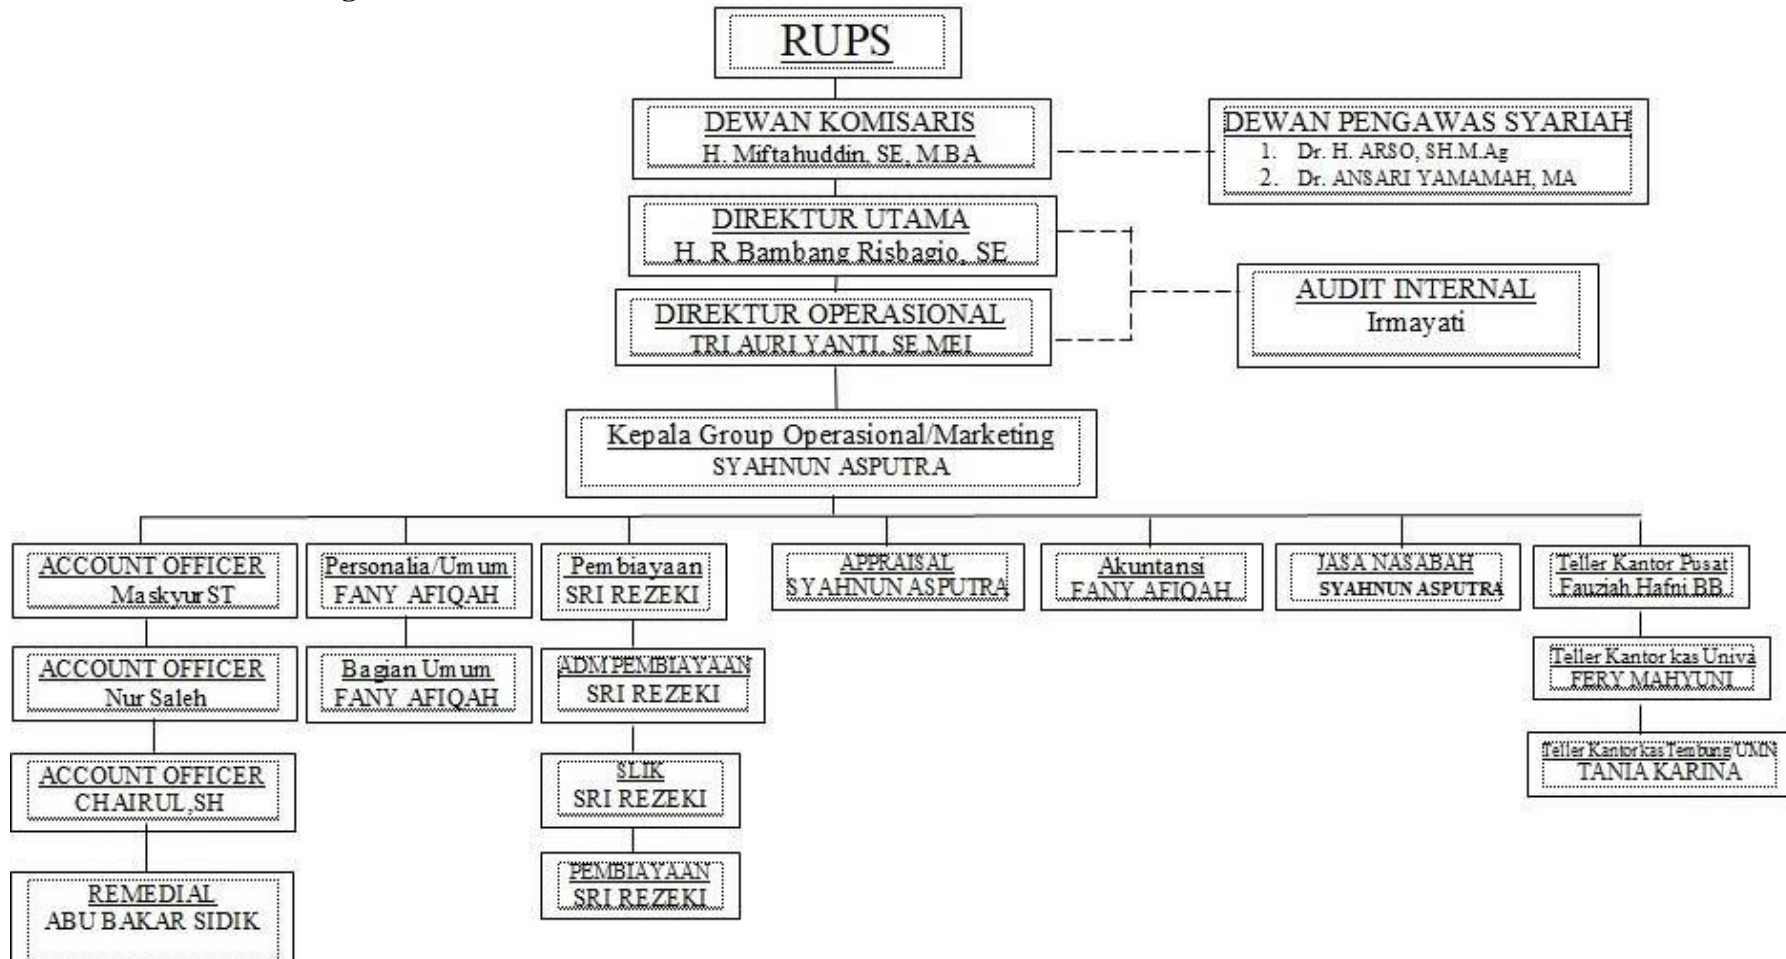 RUPS
DEWAN KOMISARIS
H. Miftahuddin, SE, M.BA
DEWAN PENGAWAS SYARIAH
1. Dr. H. ARSO, SH.M.Ag
2. Dr. ANSARI YAMAMAH, MA
DIREKTUR UTAMA
H. R Bambang Risbagio, SE
DIREKTUR OPERASIONAL
TRI AURI YANTI, SE.MEI
AUDIT INTERNAL
Irmayati
Kepala Group Operasional/Marketing
SYAHNUN ASPUTRA
ACCOUNT OFFICER
Maskyur ST
Personalia/Umum
FANY AFIQAH
Pembiayaan
SRI REZEKI
APPRAISAL
SYAHNUN ASPUTRA
Akuntansi
FANY AFIQAH
JASA NASABAH
SYAHNUN ASPUTRA
Teller Kantor Pusat
Fauziah Hafni BB
ACCOUNT OFFICER
Nur Saleh
Bagian Umum
FANY AFIQAH
ADM PEMBIAYAAN
SRI REZEKI
Teller Kantor kas Univa
FERY MAHYUNI
ACCOUNT OFFICER
CHAIRUL,SH
SLIK
SRI REZEKI
Teller Kantor kas Tembung/UMN
TANIA KARINA
REMEDIAL
ABU BAKAR SIDIK
PEMBIAYAAN
SRI REZEKI